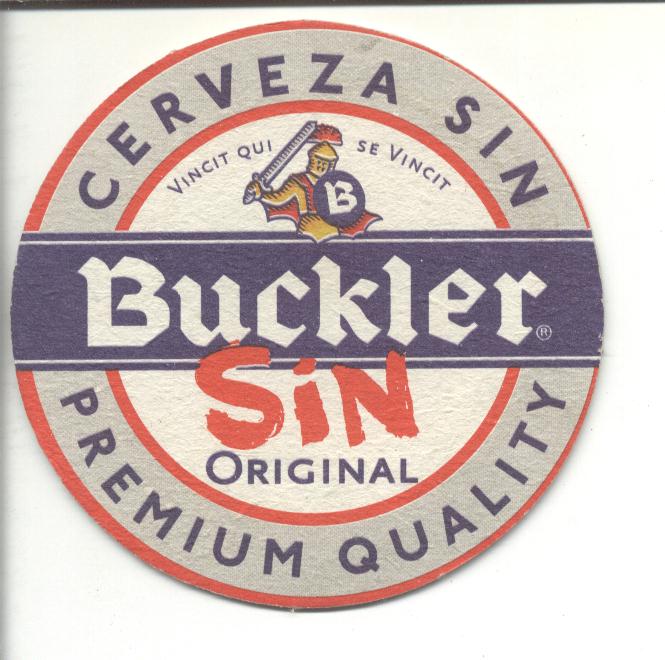 CERVEZA SIN
VINCIT QUI SE VINCIT
B
Buckler®
SiN
ORIGINAL
PREMIUM QUALITY